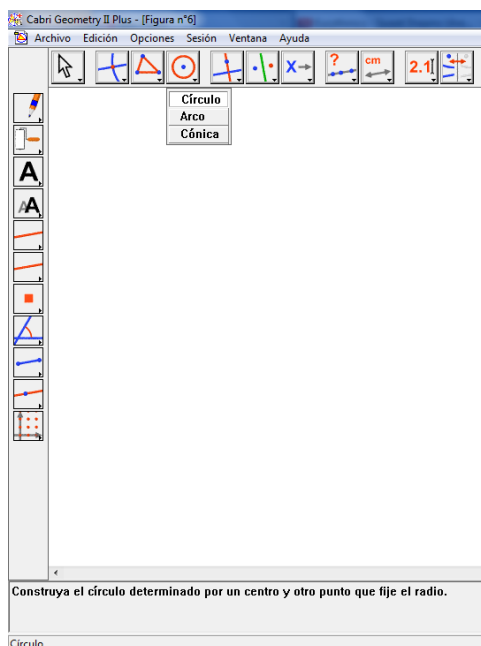 Cabri Geometry II Plus - [Figura n°6]
Archivo Edición Opciones Sesión Ventana Ayuda
X ? cm 2.1
Círculo
Arco
Cónica
A
AA
Construya el círculo determinado por un centro y otro punto que fije el radio.
Círculo